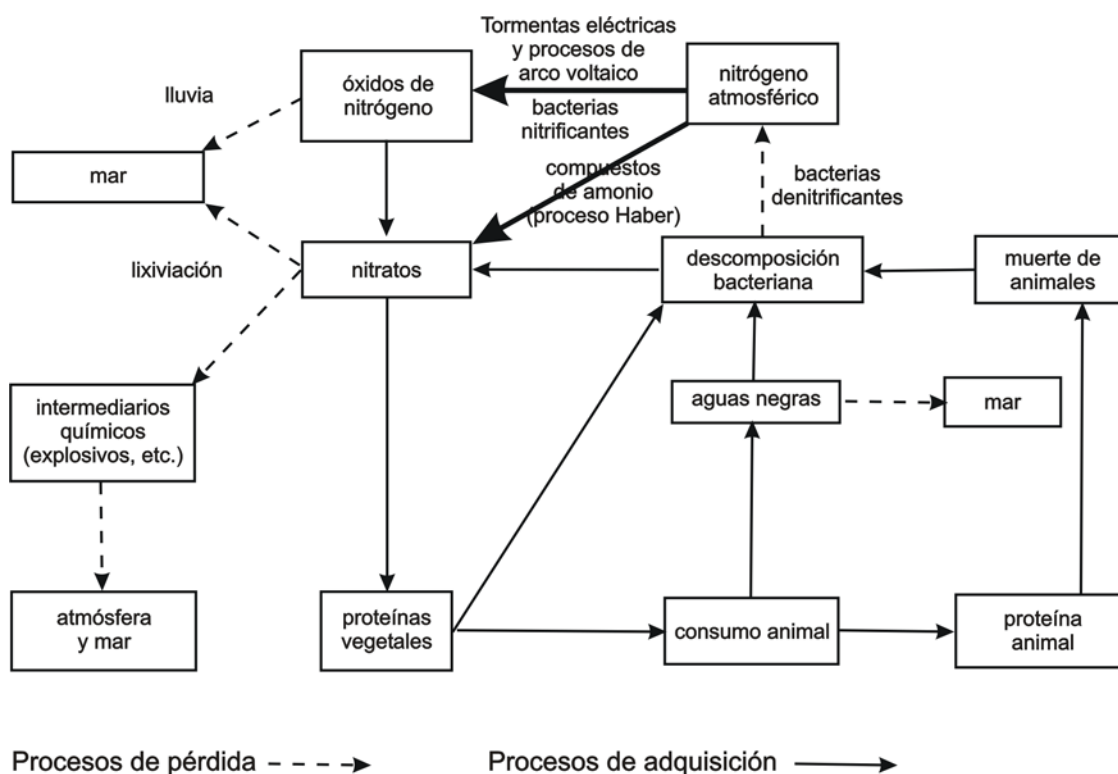 Tormentas eléctricas
y procesos de
arco voltaico
óxidos de
nitrógeno
nitrógeno
atmosférico
lluvia
bacterias
nitrificantes
mar
compuestos
de amonio
(proceso Haber)
bacterias
denitrificantes
lixiviación
nitratos
descomposición
bacteriana
muerte de
animales
intermediarios
químicos
(explosivos, etc.)
aguas negras
mar
atmósfera
y mar
proteínas
vegetales
consumo animal
proteína
animal
Procesos de pérdida
Procesos de adquisición